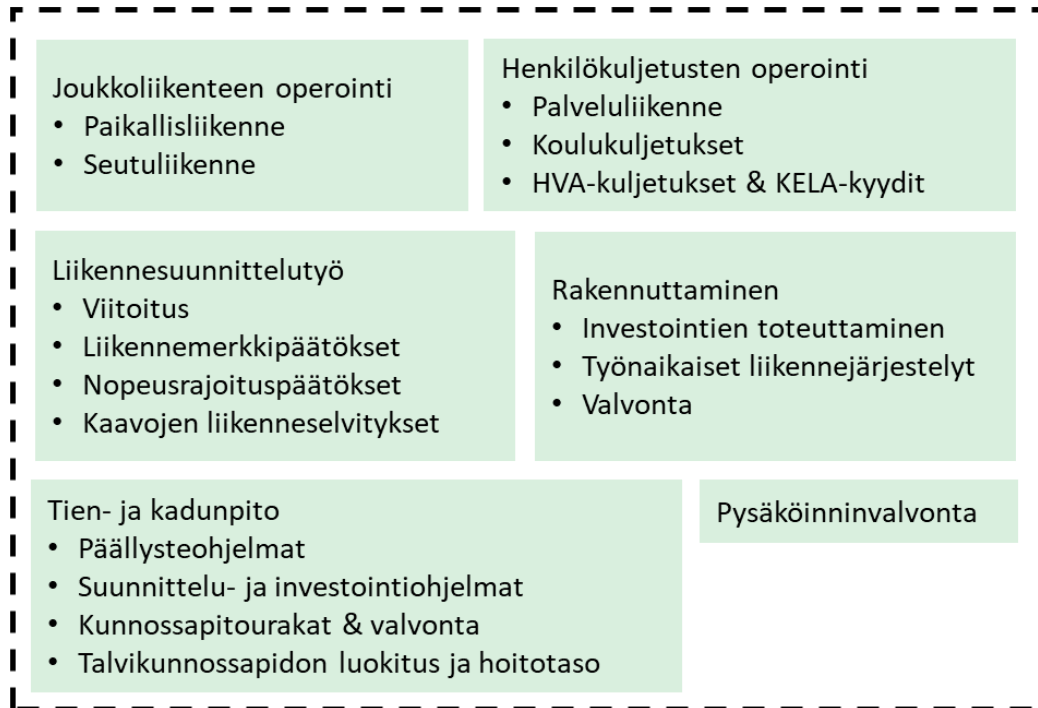 Joukkoliikenteen operointi
• Paikallisliikenne
• Seutuliikenne
Henkilökuljetusten operointi
• Palveluliikenne
• Koulukuljetukset
• HVA-kuljetukset & KELA-kyydit
Liikennesuunnittelutyö
• Viitoitus
• Liikennemerkkipäätökset
• Nopeusrajoituspäätökset
• Kaavojen liikenneselvitykset
Rakennuttaminen
• Investointien toteuttaminen
• Työnaikaiset liikennejärjestelyt
• Valvonta
Tien- ja kadunpito
• Päällysteohjelmat
• Suunnittelu- ja investointiohjelmat
• Kunnossapitourakat & valvonta
• Talvikunnossapidon luokitus ja hoitotaso
Pysäköinninvalvonta